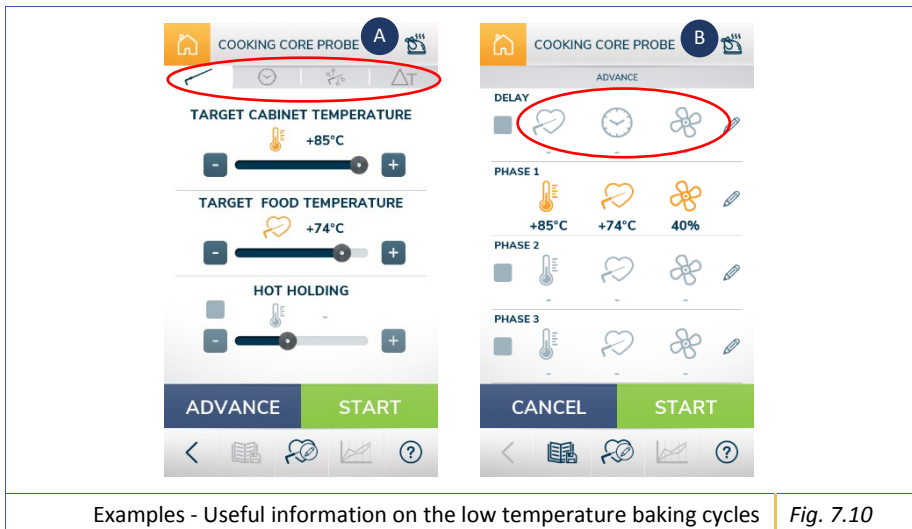 COOKING CORE PROBE A
ΔT
TARGET CABINET TEMPERATURE
+85°C
- +
TARGET FOOD TEMPERATURE
+74°C
- +
HOT HOLDING
-
- +
ADVANCE START
?
COOKING CORE PROBE B
ADVANCE
DELAY
- -
PHASE 1
+85°C +74°C 40%
PHASE 2
- -
PHASE 3
- -
CANCEL START
?
Examples - Useful information on the low temperature baking cycles Fig. 7.10